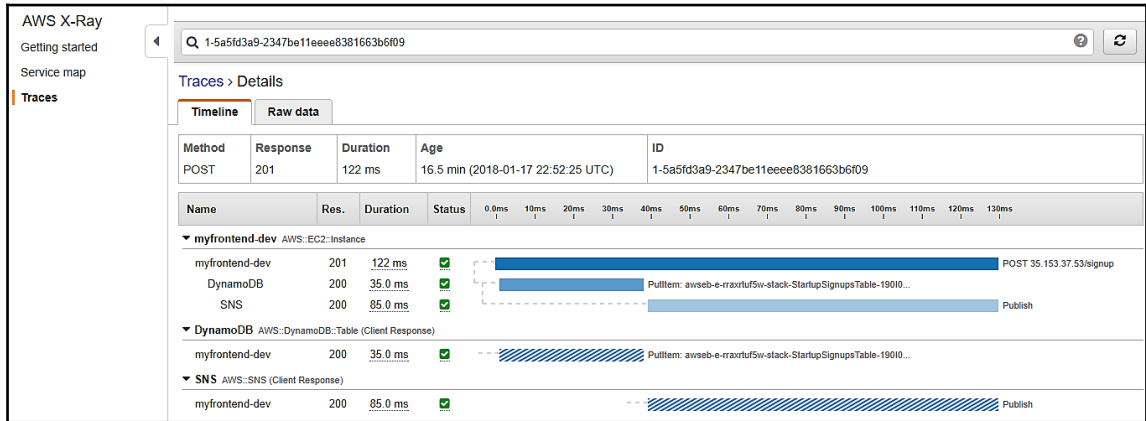 AWS X-Ray
Getting started
Service map
Traces
1-5a5fd3a9-2347be11eeee8381663b6f09
Traces > Details
Timeline Raw data
Method Response Duration Age ID
POST 201 122 ms 16.5 min (2018-01-17 22:52:25 UTC) 1-5a5fd3a9-2347be11eeee8381663b6f09
Name Res. Duration Status 0.0ms 10ms 20ms 30ms 40ms 50ms 60ms 70ms 80ms 90ms 100ms 110ms 120ms 130ms
myfrontend-dev AWS::EC2::Instance
myfrontend-dev 201 122 ms POST 35.153.37.53/signup
DynamoDB 200 35.0 ms PutItem: awseb-e-rraxrtuf5w-stack-StartupSignupsTable-190I0...
SNS 200 85.0 ms Publish
DynamoDB AWS::DynamoDB::Table (Client Response)
myfrontend-dev 200 35.0 ms PutItem: awseb-e-rraxrtuf5w-stack-StartupSignupsTable-190I0...
SNS AWS::SNS (Client Response)
myfrontend-dev 200 85.0 ms Publish